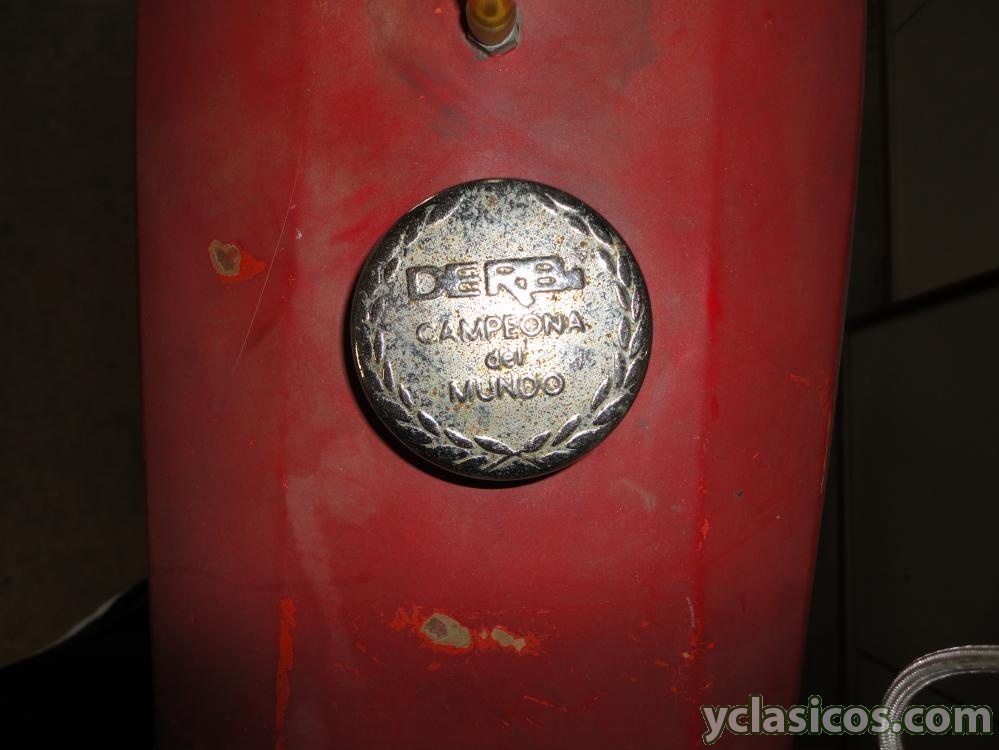 DERBI
CAMPEONA
del
MUNDO
yclasicos.com